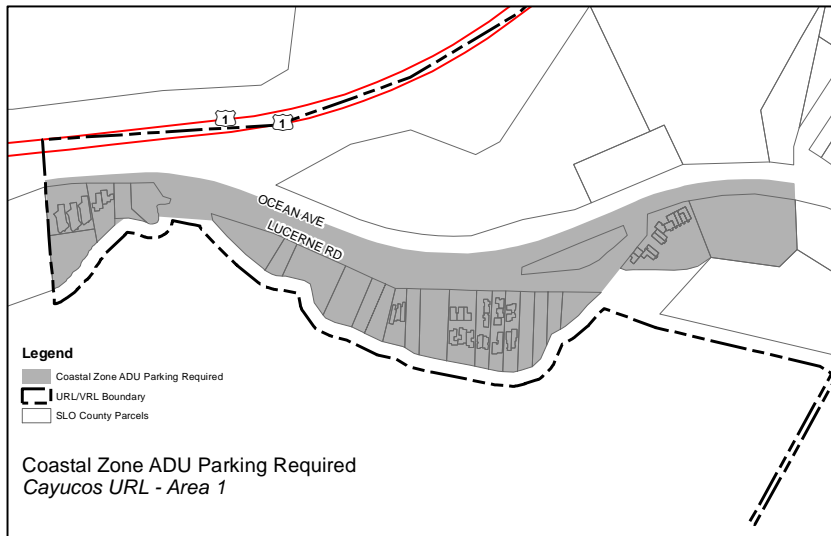 1
1
OCEAN AVE
LUCERNE RD
Legend
Coastal Zone ADU Parking Required
URL/VRL Boundary
SLO County Parcels
Coastal Zone ADU Parking Required
Cayucos URL - Area 1